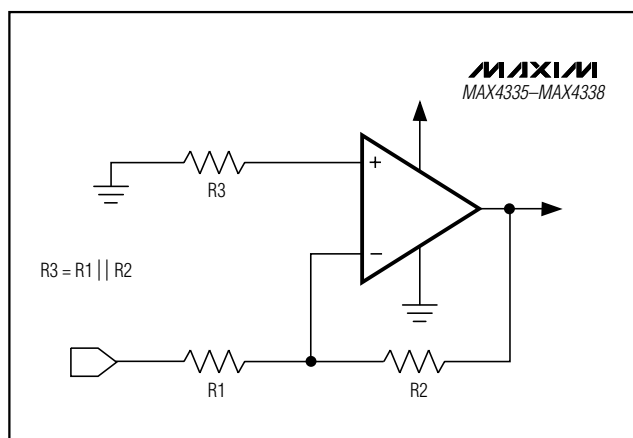 MAXIM
MAX4335–MAX4338
+
R3
−
R3 = R1 || R2
R1
R2